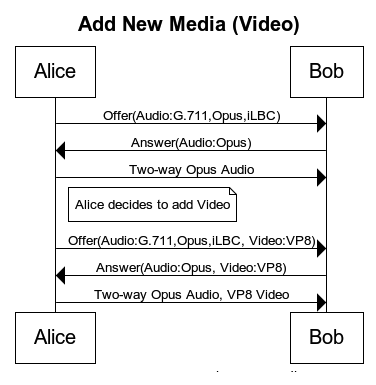 Add New Media (Video)
Alice
Bob
Offer(Audio:G.711,Opus,iLBC)
Answer(Audio:Opus)
Two-way Opus Audio
Alice decides to add Video
Offer(Audio:G.711,Opus,iLBC, Video:VP8)
Answer(Audio:Opus, Video:VP8)
Two-way Opus Audio, VP8 Video
Alice
Bob